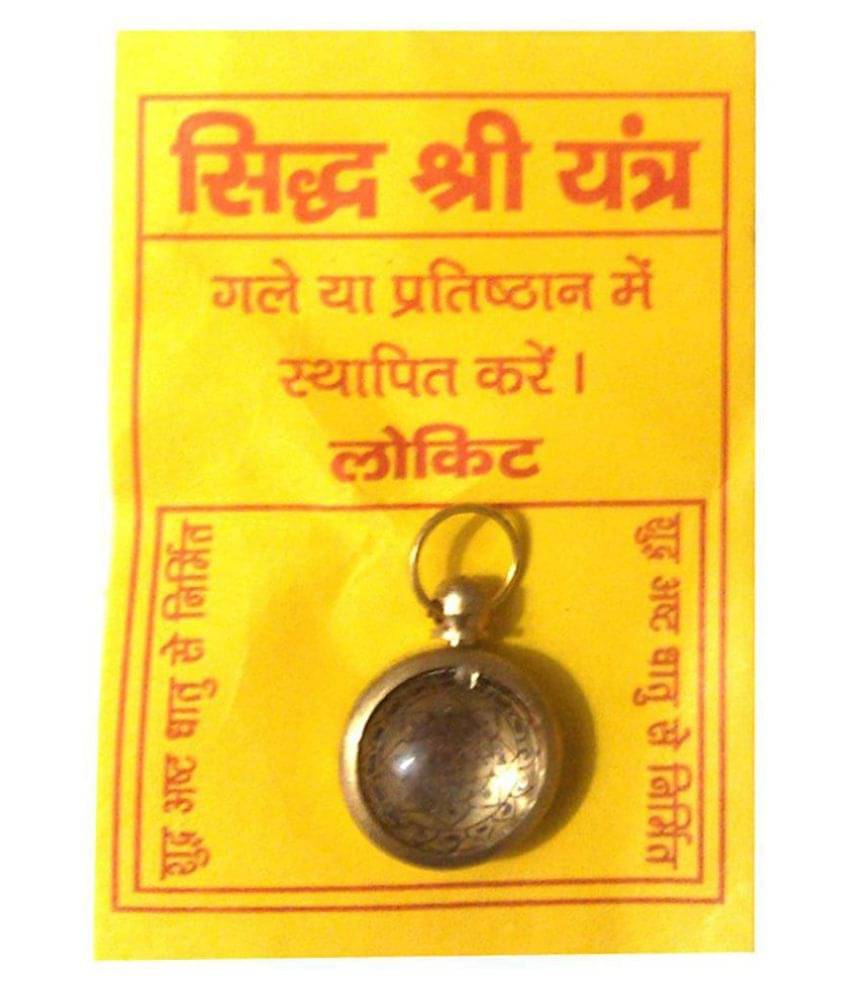 सिद्ध श्री यंत्र
गले या प्रतिष्ठान में
स्थापित करें।
लोकिट
शुद्ध अष्ट धातु से निर्मित
शुद्ध अष्ट धातु से निर्मित